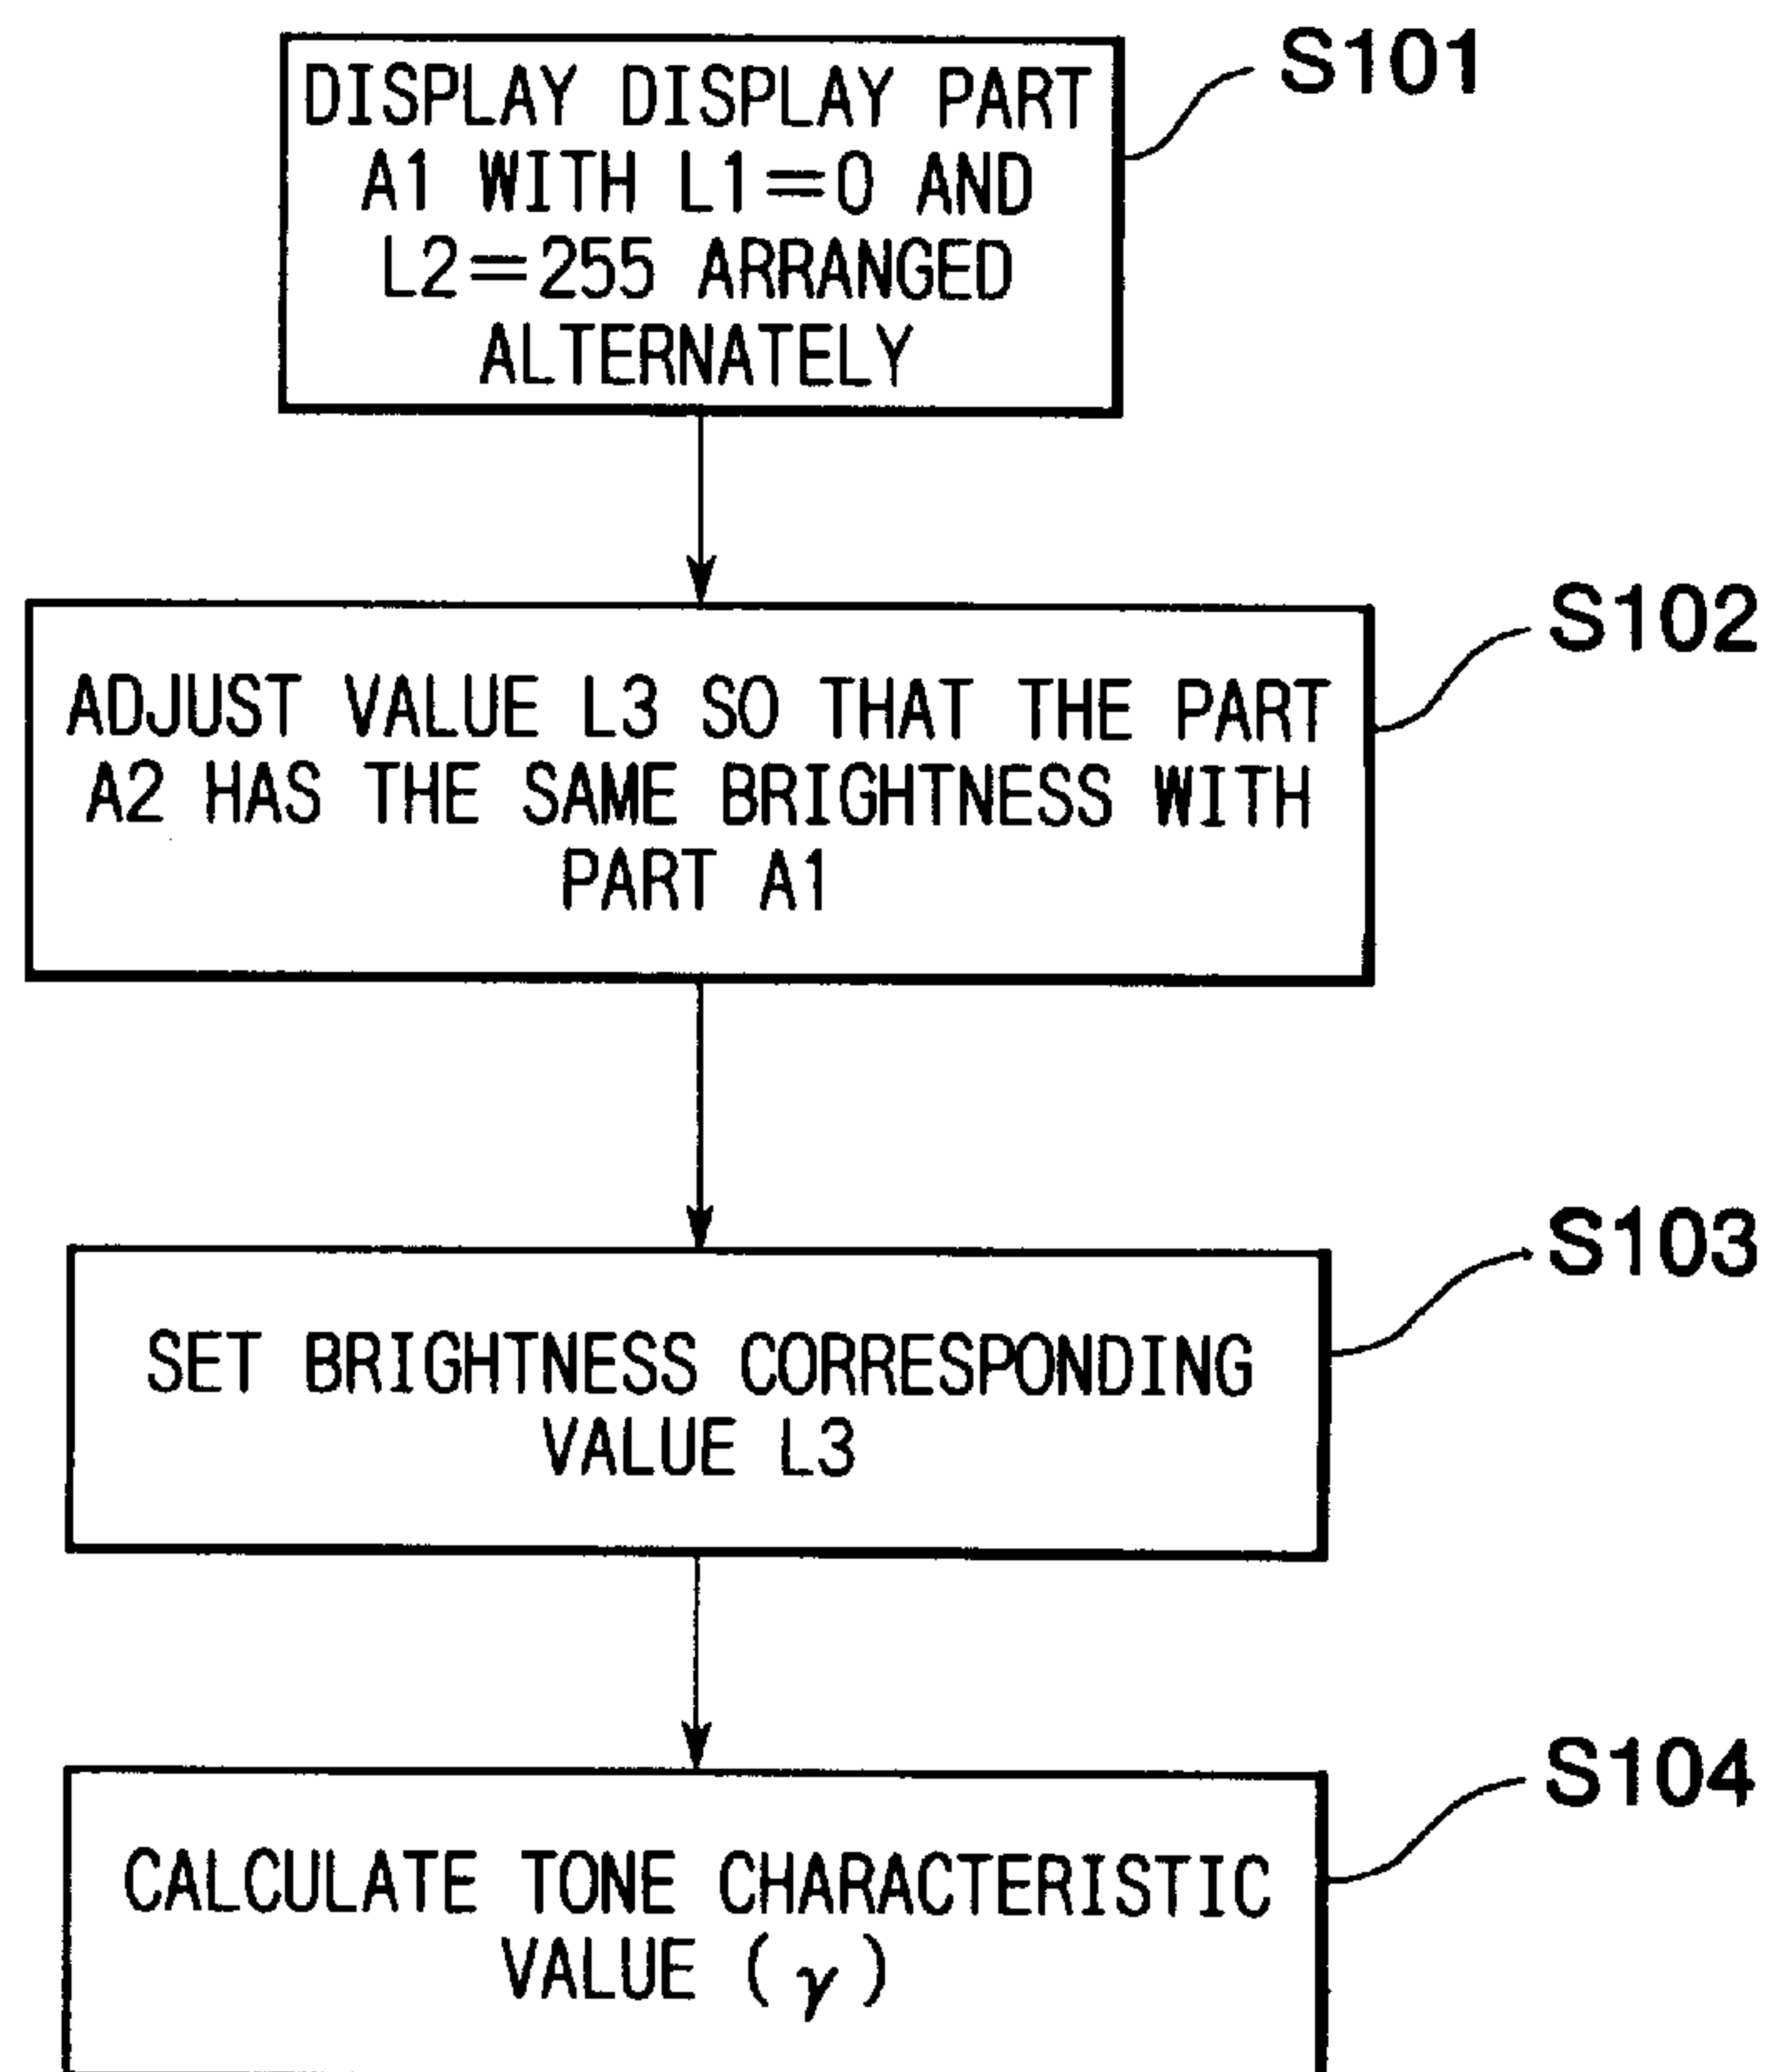 DISPLAY DISPLAY PART
A1 WITH L1=0 AND
L2=255 ARRANGED
ALTERNATELY
S101
ADJUST VALUE L3 SO THAT THE PART
A2 HAS THE SAME BRIGHTNESS WITH
PART A1
S102
SET BRIGHTNESS CORRESPONDING
VALUE L3
S103
CALCULATE TONE CHARACTERISTIC
VALUE (γ)
S104